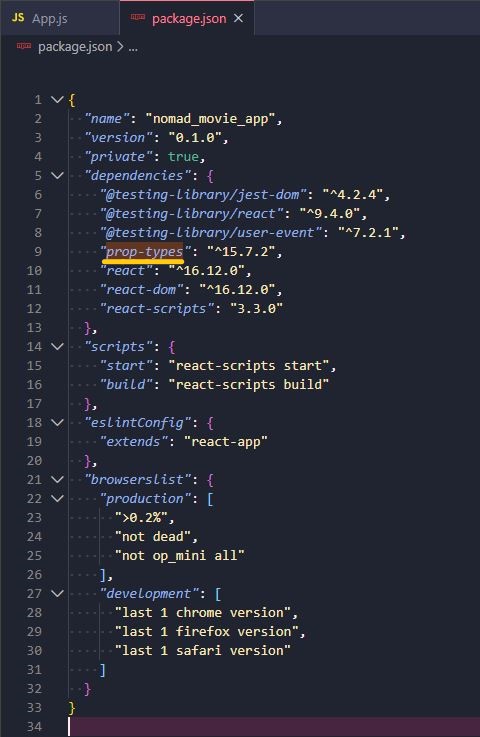 JS App.js package.json ×
package.json > ...
1 {
2 "name": "nomad_movie_app",
3 "version": "0.1.0",
4 "private": true,
5 "dependencies": {
6 "@testing-library/jest-dom": "^4.2.4",
7 "@testing-library/react": "^9.4.0",
8 "@testing-library/user-event": "^7.2.1",
9 "prop-types": "^15.7.2",
10 "react": "^16.12.0",
11 "react-dom": "^16.12.0",
12 "react-scripts": "3.3.0"
13 },
14 "scripts": {
15 "start": "react-scripts start",
16 "build": "react-scripts build"
17 },
18 "eslintConfig": {
19 "extends": "react-app"
20 },
21 "browserslist": {
22 "production": [
23 ">0.2%",
24 "not dead",
25 "not op_mini all"
26 ],
27 "development": [
28 "last 1 chrome version",
29 "last 1 firefox version",
30 "last 1 safari version"
31 ]
32 }
33 }
34